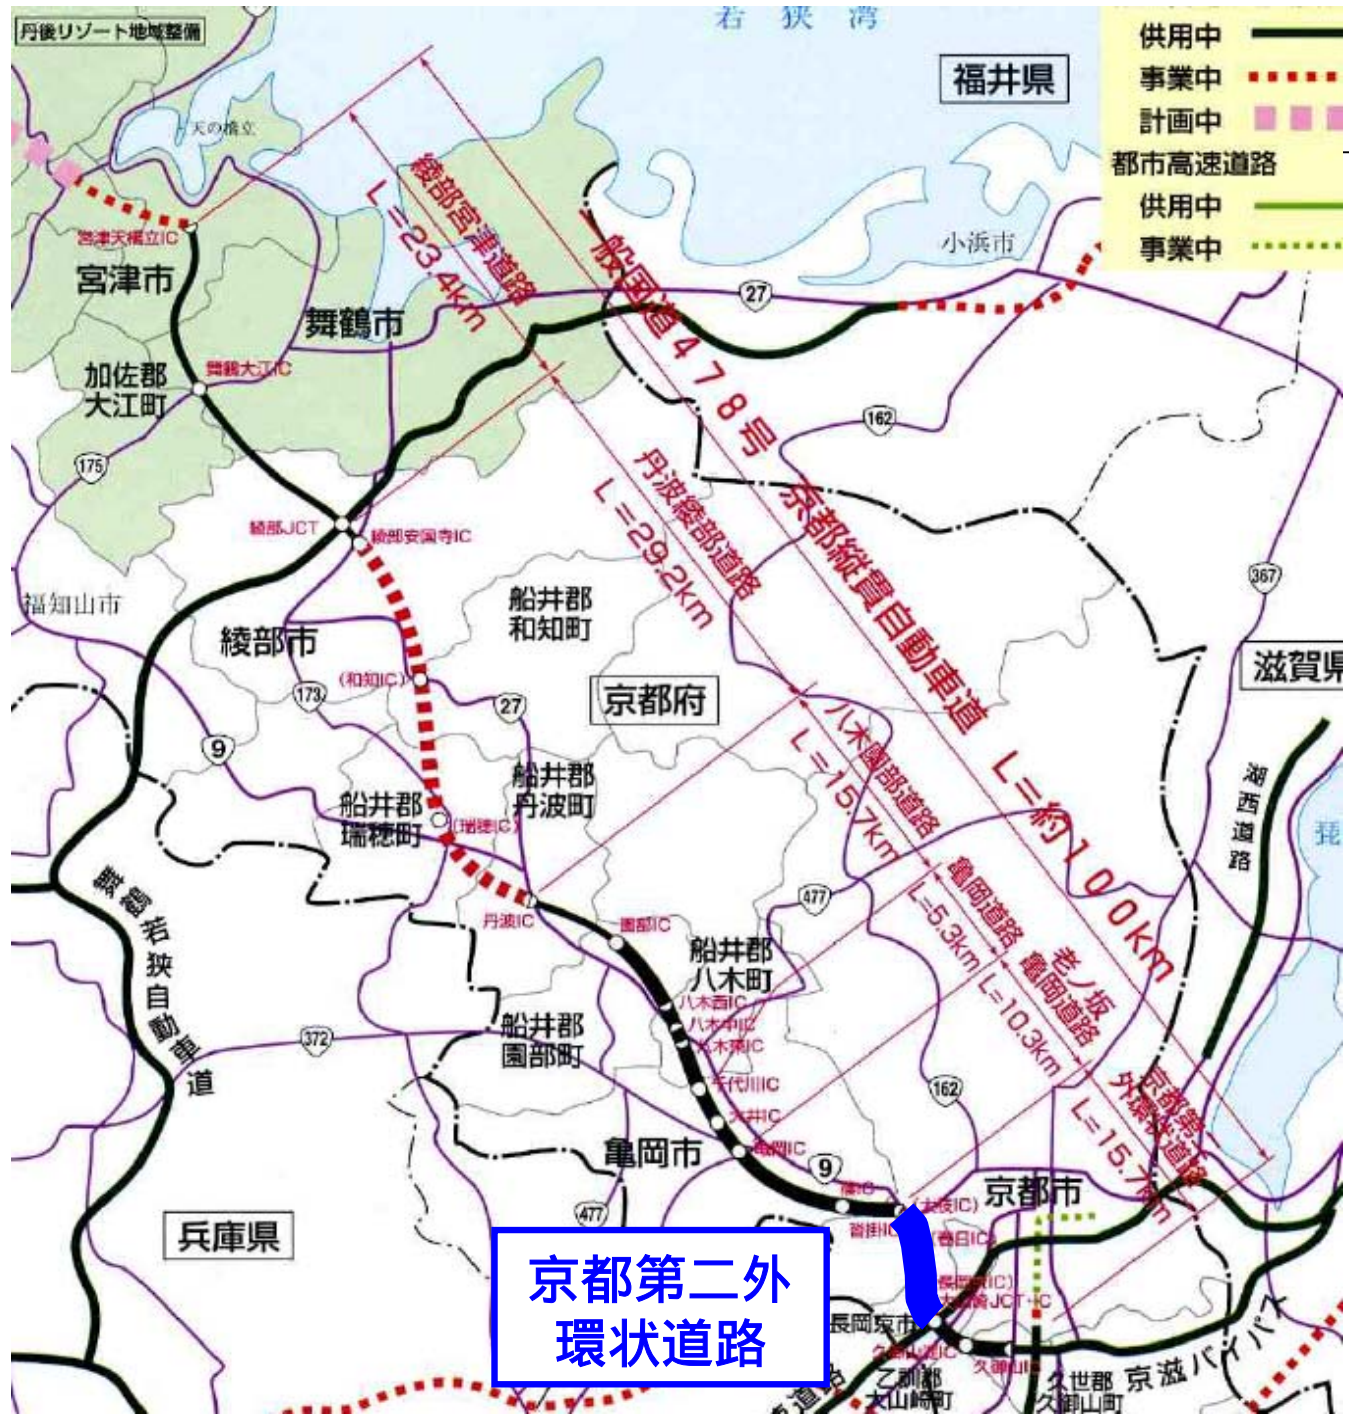 丹後リゾート地域整備
若狭湾
福井県
供用中
事業中
計画中
都市高速道路
供用中
事業中
天の橋立
宮津天橋立IC
宮津市
舞鶴市
小浜市
綾部宮津道路
L=23.4km
一般国道478号 京都縦貫自動車道 L=約100km
27
162
加佐郡
大江町
舞鶴大江IC
175
綾部JCT
綾部安国寺IC
丹波綾部道路
L=29.2km
367
福知山市
綾部市
船井郡
和知町
(和知IC)
173
27
9
京都府
滋賀県
船井郡
丹波町
船井郡
瑞穂町
(瑞穂IC)
八木園部道路
L=15.7km
湖西道路
琵
舞鶴若狭自動車道
丹波IC
園部IC
477
亀岡道路
L=5.3km
老ノ坂
亀岡道路
L=10.3km
船井郡
八木町
八木西IC
八木中IC
八木東IC
船井郡
園部町
372
千代川IC
大井IC
亀岡IC
亀岡市
162
京都第二
外環状道路
L=15.7km
9
篠IC
沓掛IC
京都市
477
兵庫県
京都第二外
環状道路
長岡京市
久御山IC
乙訓郡
大山崎町
久世郡
久御山町
京滋バイパス
道路